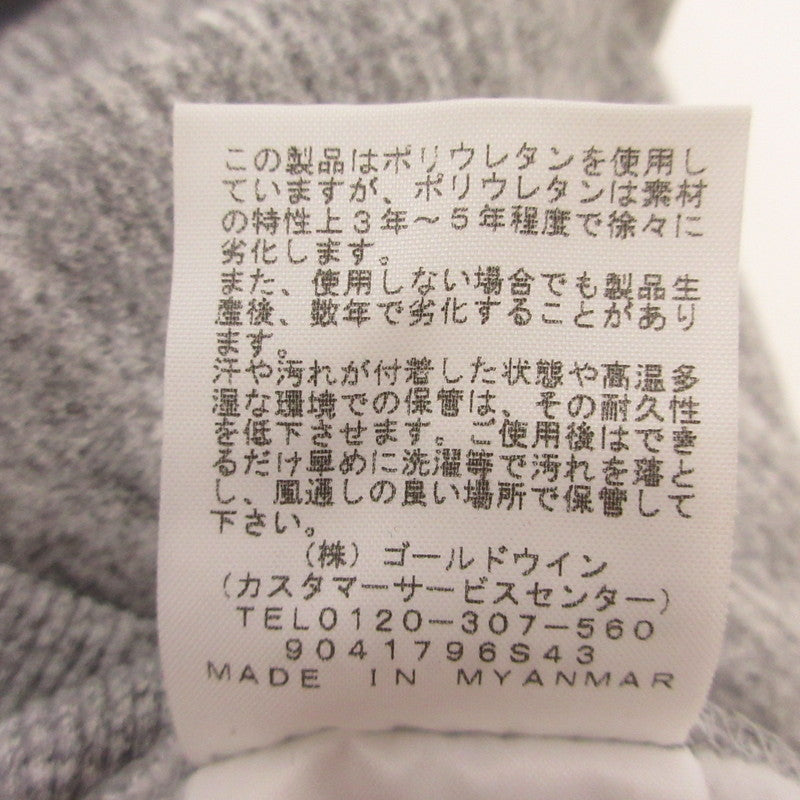 この製品はポリウレタンを使用し
ていますが、ポリウレタンは素材
の特性上3年～5年程度で徐々に
劣化します。
また、使用しない場合でも製品生
産後、数年で劣化することがあり
ます。
汗や汚れが付着した状態や高温多
湿な環境での保管は、その耐久性
を低下させます。ご使用後はでき
るだけ早めに洗濯等で汚れを落と
し、風通しの良い場所で保管して
下さい。
(株)ゴールドウイン
(カスタマーサービスセンター)
TEL0120-307-560
9041796S43
MADE IN MYANMAR